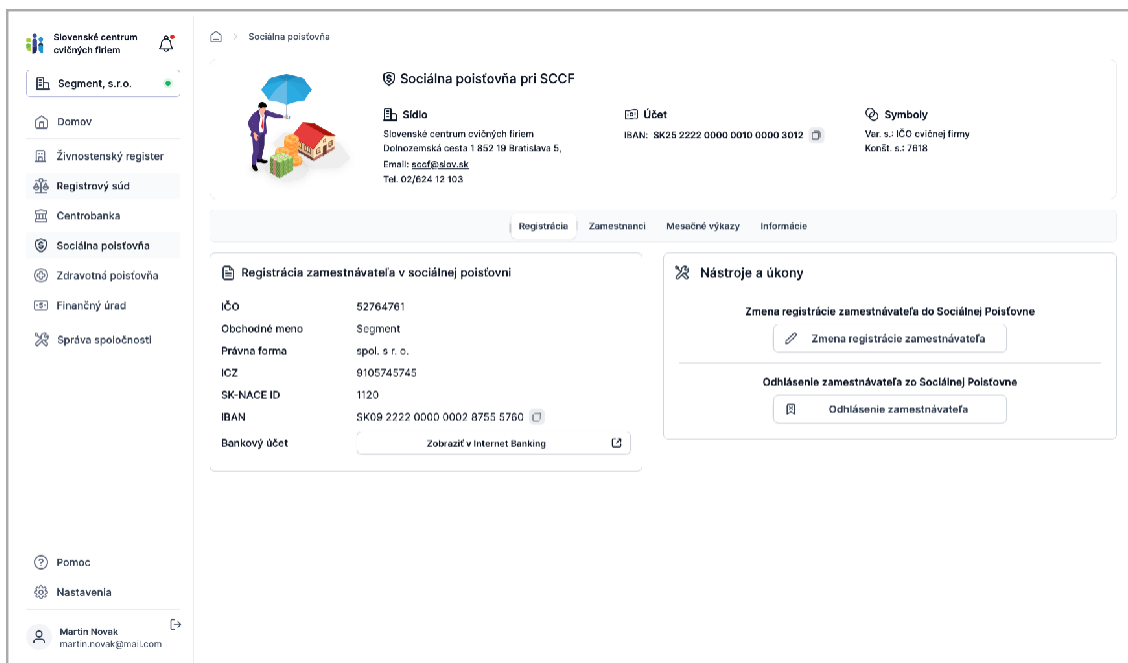 Slovenské centrum
cvičných firiem
Segment, s.r.o.
Domov
Živnostenský register
Registrový súd
Centrobanka
Sociálna poisťovňa
Zdravotná poisťovňa
Finančný úrad
Správa spoločnosti
Pomoc
Nastavenia
Martin Novak
martin.novak@mail.com
Sociálna poisťovňa
Sociálna poisťovňa pri SCCF
Sídlo
Slovenské centrum cvičných firiem
Dolnozemská cesta 1 852 19 Bratislava 5,
Email: sccf@slov.sk
Tel. 02/624 12 103
Účet
IBAN: SK25 2222 0000 0010 0000 3012
Symboly
Var. s.: IČO cvičnej firmy
Konšt. s.: 7618
Registrácia Zamestnanci Mesačné výkazy Informácie
Registrácia zamestnávateľa v sociálnej poisťovni
IČO 52764761
Obchodné meno Segment
Právna forma spol. s r. o.
ICZ 9105745745
SK-NACE ID 1120
IBAN SK09 2222 0000 0002 8755 5760
Bankový účet Zobraziť v Internet Banking
Nástroje a úkony
Zmena registrácie zamestnávateľa do Sociálnej Poisťovne
Zmena registrácie zamestnávateľa
Odhlásenie zamestnávateľa zo Sociálnej Poisťovne
Odhlásenie zamestnávateľa